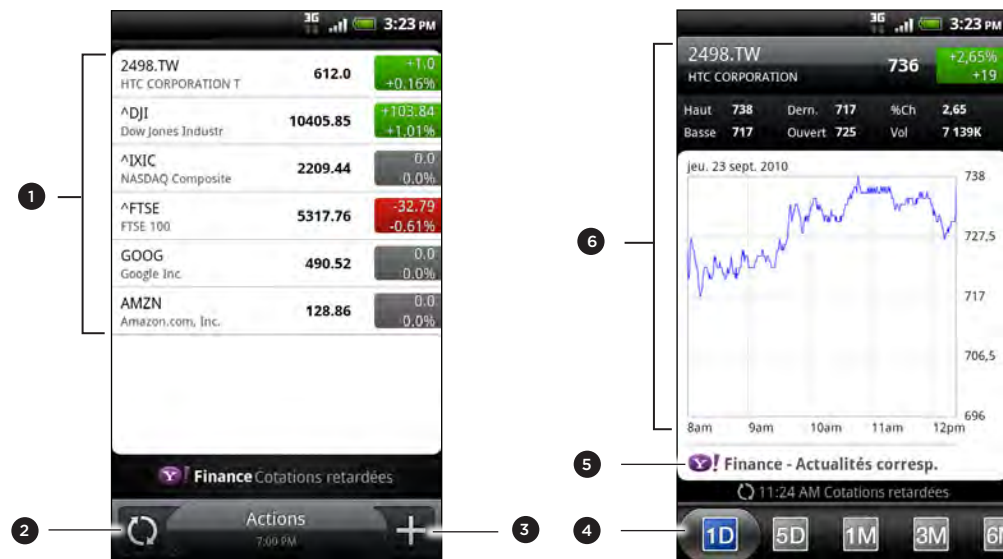 3G 3:23 PM
1
2498.TW 612.0 +1.0
HTC CORPORATION T +0.16%
^DJI 10405.85 +103.84
Dow Jones Industr +1.01%
^IXIC 2209.44 0.0
NASDAQ Composite 0.0%
^FTSE 5317.76 -32.79
FTSE 100 -0.61%
GOOG 490.52 0.0
Google Inc. 0.0%
AMZN 128.86 0.0
Amazon.com, Inc. 0.0%
Y! Finance Cotations retardées
2
Actions
7:00 PM
3
3G 3:23 PM
6
2498.TW 736 +2,65%
HTC CORPORATION +19
Haut 738 Dern. 717 %Ch 2,65
Basse 717 Ouvert 725 Vol 7 139K
jeu. 23 sept. 2010
738
727,5
717
706,5
696
8am 9am 10am 11am 12pm
5
Y! Finance - Actualités corresp.
11:24 AM Cotations retardées
4
1D 5D 1M 3M